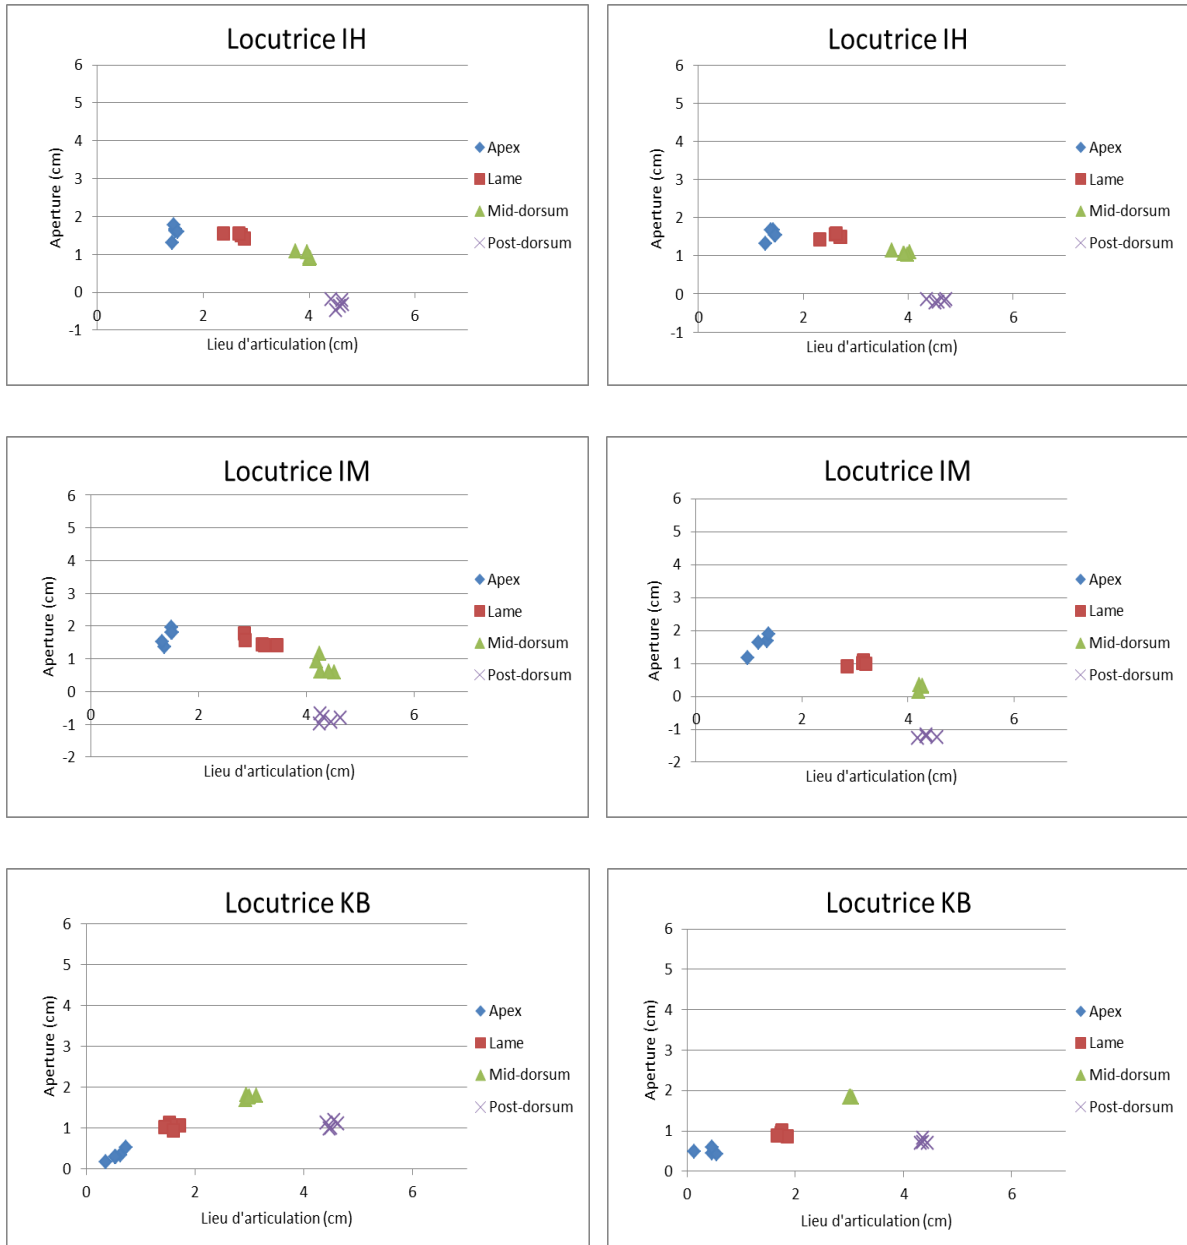 Locutrice IH
6
5
4
3
2
1
0
-1
0 2 4 6
Aperture (cm)
Lieu d'articulation (cm)
Apex
Lame
Mid-dorsum
Post-dorsum
Locutrice IH
6
5
4
3
2
1
0
-1
0 2 4 6
Aperture (cm)
Lieu d'articulation (cm)
Apex
Lame
Mid-dorsum
Post-dorsum
Locutrice IM
6
5
4
3
2
1
0
-1
-2
0 2 4 6
Aperture (cm)
Lieu d'articulation (cm)
Apex
Lame
Mid-dorsum
Post-dorsum
Locutrice IM
6
5
4
3
2
1
0
-1
-2
0 2 4 6
Aperture (cm)
Lieu d'articulation (cm)
Apex
Lame
Mid-dorsum
Post-dorsum
Locutrice KB
6
5
4
3
2
1
0
0 2 4 6
Aperture (cm)
Lieu d'articulation (cm)
Apex
Lame
Mid-dorsum
Post-dorsum
Locutrice KB
6
5
4
3
2
1
0
0 2 4 6
Aperture (cm)
Lieu d'articulation (cm)
Apex
Lame
Mid-dorsum
Post-dorsum